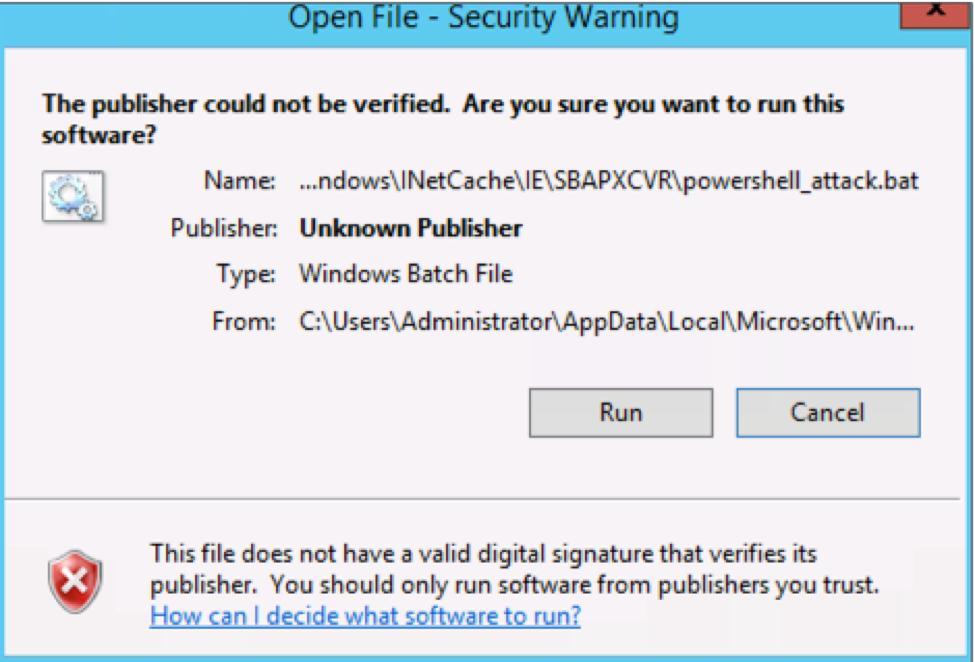 Open File - Security Warning
x
The publisher could not be verified.  Are you sure you want to run this
software?
Name: ...ndows\INetCache\IE\SBAPXCVR\powershell_attack.bat
Publisher: Unknown Publisher
Type: Windows Batch File
From: C:\Users\Administrator\AppData\Local\Microsoft\Win...
Run Cancel
This file does not have a valid digital signature that verifies its
publisher.  You should only run software from publishers you trust.
How can I decide what software to run?